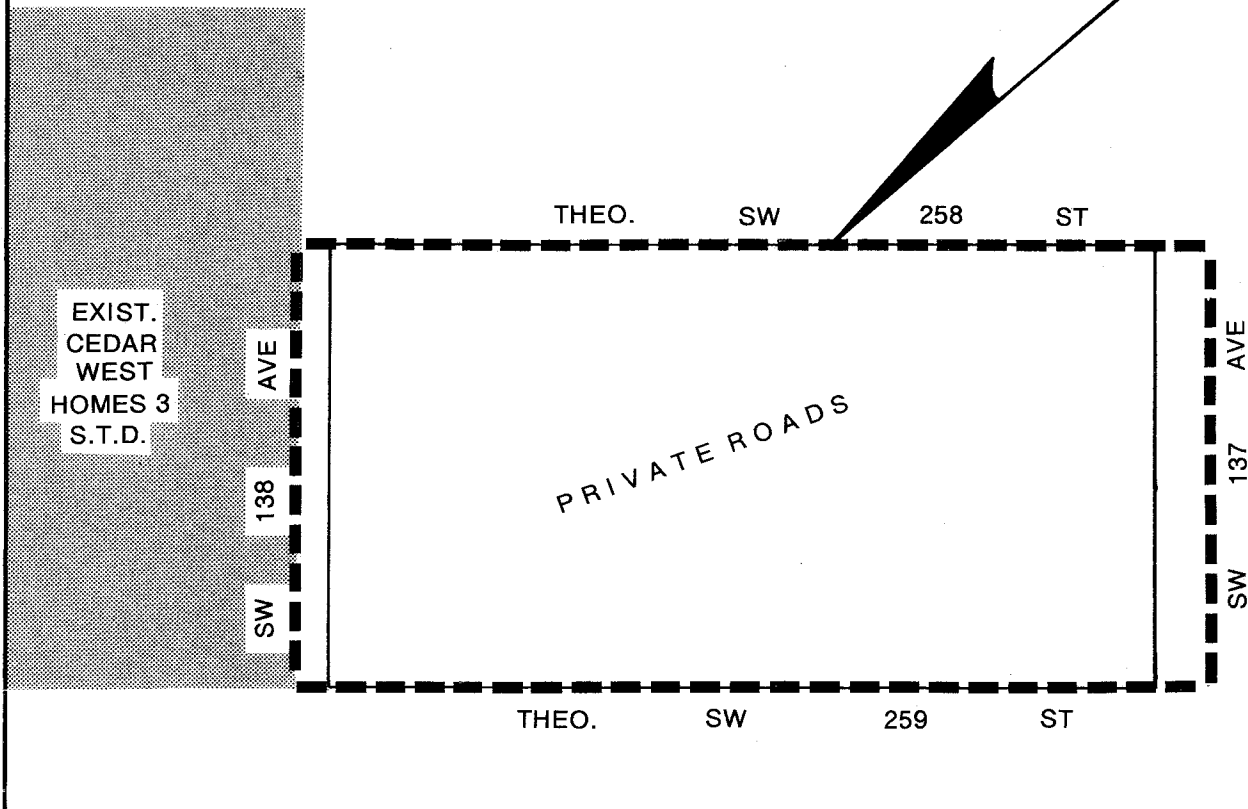 THEO. SW 258 ST
EXIST.
CEDAR
WEST
HOMES 3
S.T.D.
SW 138 AVE
PRIVATE ROADS
SW 137 AVE
THEO. SW 259 ST